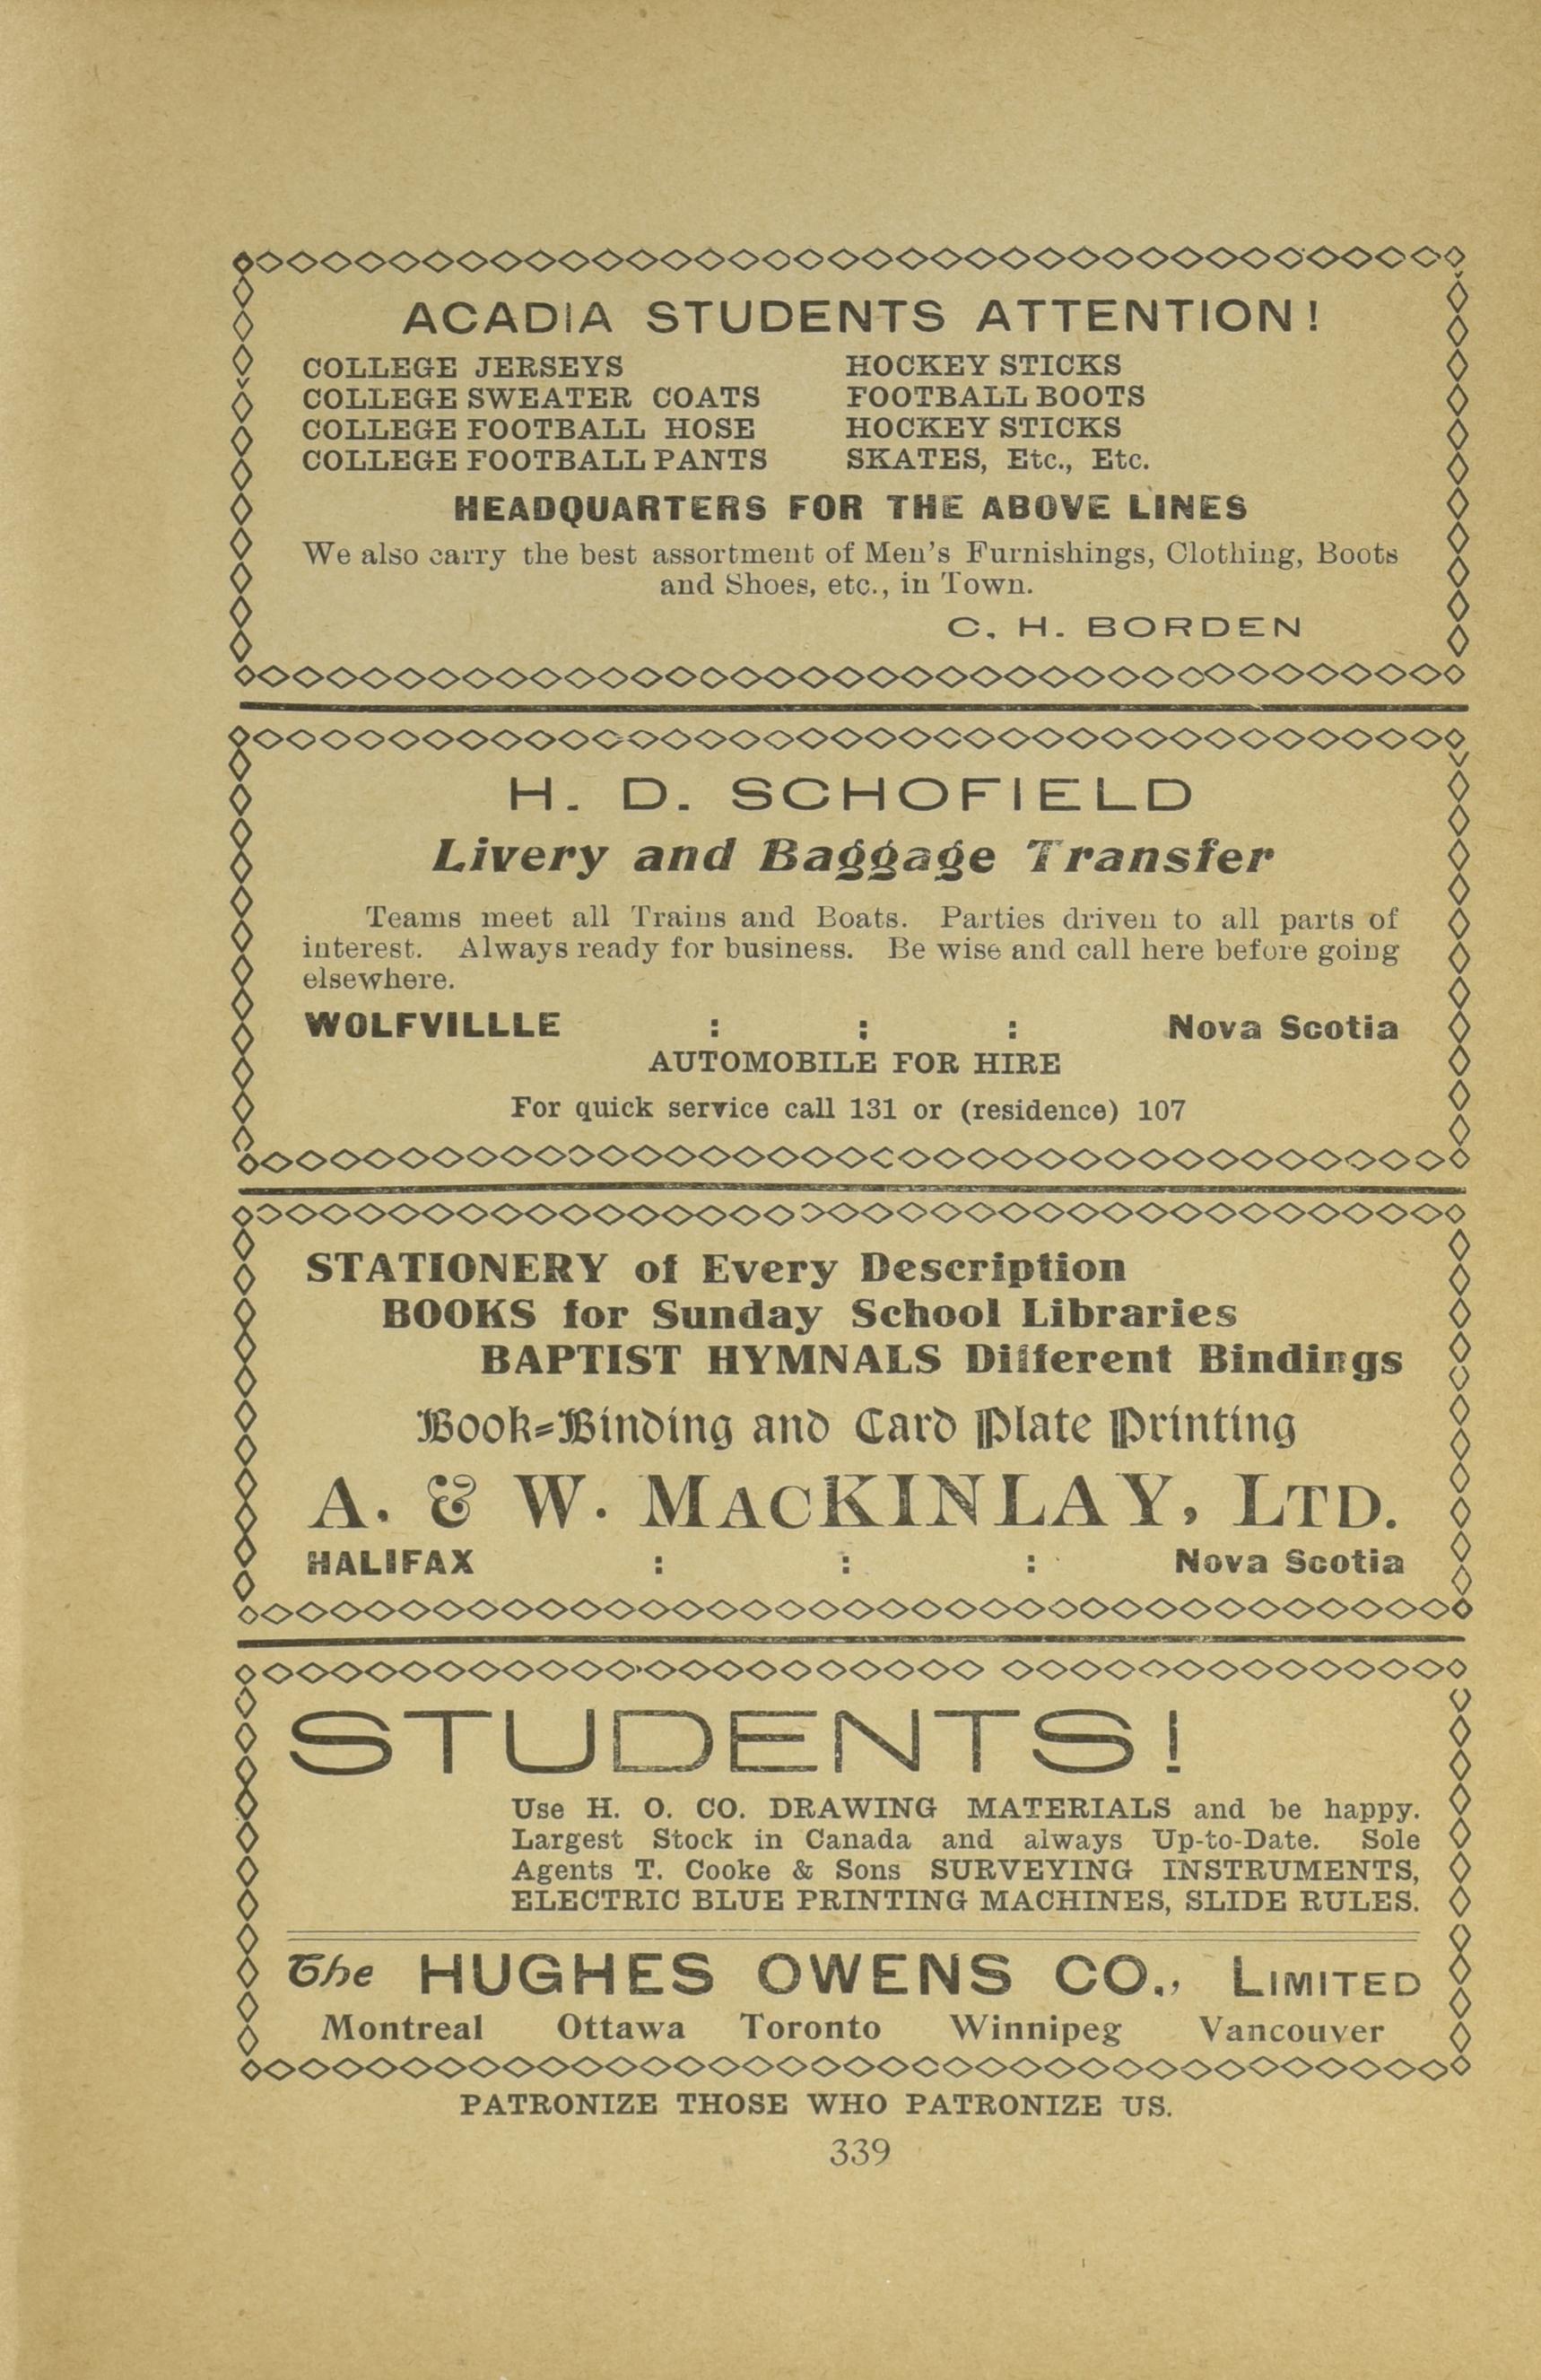 ACADIA STUDENTS ATTENTION!
COLLEGE JERSEYS HOCKEY STICKS
COLLEGE SWEATER COATS FOOTBALL BOOTS
COLLEGE FOOTBALL HOSE HOCKEY STICKS
COLLEGE FOOTBALL PANTS SKATES, Etc., Etc.
HEADQUARTERS FOR THE ABOVE LINES
We also carry the best assortment of Men's Furnishings, Clothing, Boots
and Shoes, etc., in Town.
C. H. BORDEN
H. D. SCHOFIELD
Livery and Baggage Transfer
Teams meet all Trains and Boats. Parties driven to all parts of
interest. Always ready for business. Be wise and call here before going
elsewhere.
WOLFVILLLE : : : Nova Scotia
AUTOMOBILE FOR HIRE
For quick service call 131 or (residence) 107
STATIONERY of Every Description
BOOKS for Sunday School Libraries
BAPTIST HYMNALS Different Bindings
Book-Binding and Card Plate Printing
A. & W. MACKINLAY, LTD.
HALIFAX : : : Nova Scotia
STUDENTS!
Use H. O. CO. DRAWING MATERIALS and be happy.
Largest Stock in Canada and always Up-to-Date. Sole
Agents T. Cooke & Sons SURVEYING INSTRUMENTS,
ELECTRIC BLUE PRINTING MACHINES, SLIDE RULES.
The HUGHES OWENS CO., LIMITED
Montreal Ottawa Toronto Winnipeg Vancouver
PATRONIZE THOSE WHO PATRONIZE US.
339